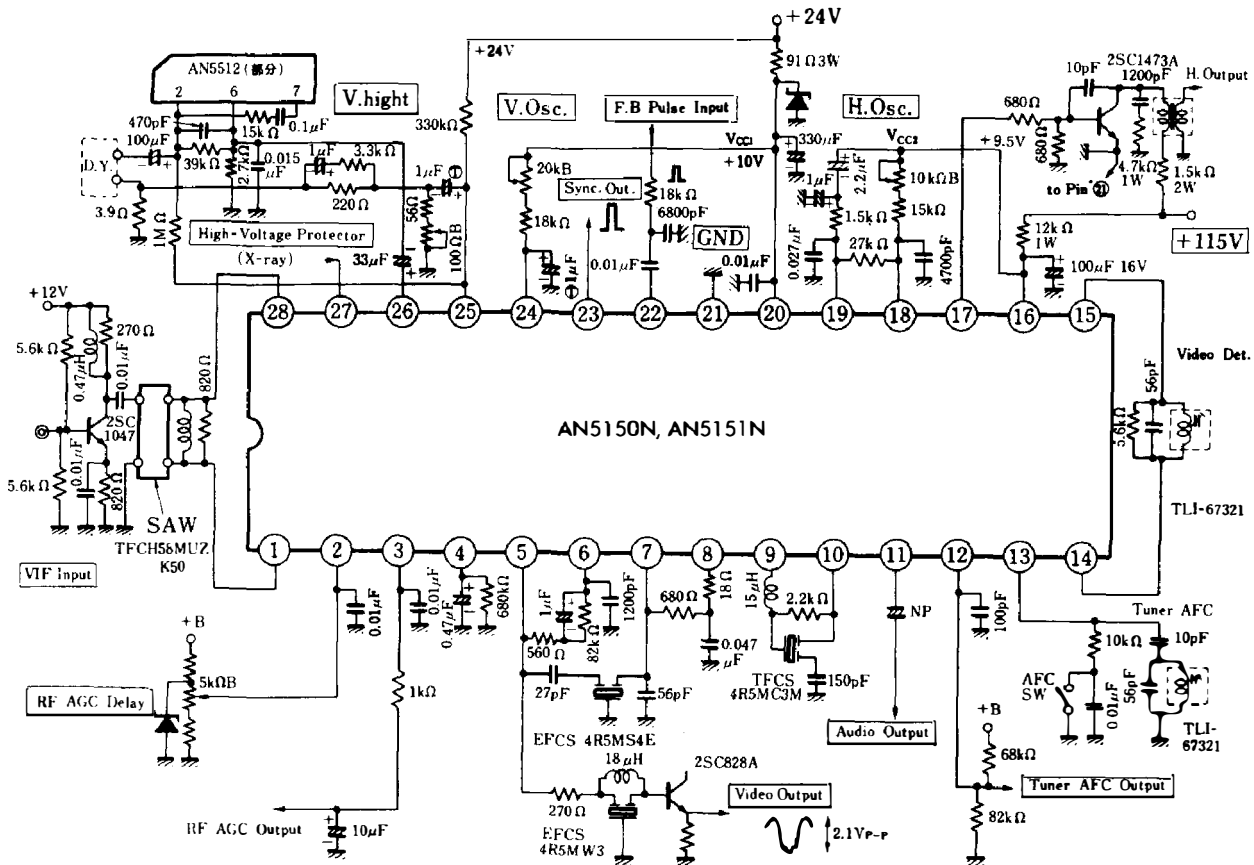 +24V
AN5512 (部分)
2 6 7
V.hight
+24V
91Ω 3W
V.Osc.
F.B Pulse Input
H.Osc.
10pF
2SC1473A
1200pF
H.Output
680Ω
680Ω
+9.5V
4.7kΩ
1W
1.5kΩ
2W
to Pin ㉑
470pF
100μF
15kΩ
0.1μF
D.Y.
39kΩ
2.7kΩ
0.015
μF
1μF
3.3kΩ
220Ω
1μF
330kΩ
56Ω
100ΩB
3.9Ω
1MΩ
High-Voltage Protector
(X-ray)
33μF
20kB
18kΩ
1μF
Sync. Out.
18kΩ
6800pF
0.01μF
GND
0.01μF
VCC1
+10V
330μF
1μF
2.2μF
VCC2
10kΩB
1.5kΩ
15kΩ
27kΩ
0.027μF
4700pF
12kΩ
1W
+115V
100μF 16V
+12V
270Ω
5.6kΩ
0.47μH
0.01μF
820Ω
2SC
1047
0.01μF
5.6kΩ
820Ω
SAW
TFCH58MUZ
K50
VIF Input
28 27 26 25 24 23 22 21 20 19 18 17 16 15
AN5150N, AN5151N
1 2 3 4 5 6 7 8 9 10 11 12 13 14
Video Det.
56pF
5.6kΩ
TLI-67321
0.01μF
0.01μF
0.47μF
680kΩ
1μF
560Ω
82kΩ
1200pF
680Ω
18Ω
0.047
μF
15μH
2.2kΩ
NP
100pF
Tuner AFC
10kΩ
10pF
AFC
SW
0.01μF
56pF
TLI-
67321
+B
5kΩB
RF AGC Delay
1kΩ
27pF
56pF
EFCS 4R5MS4E
TFCS
4R5MC3M
150pF
Audio Output
+B
68kΩ
Tuner AFC Output
82kΩ
18μH
2SC828A
270Ω
Video Output
EFCS
4R5MW3
2.1VP-P
RF AGC Output
10μF